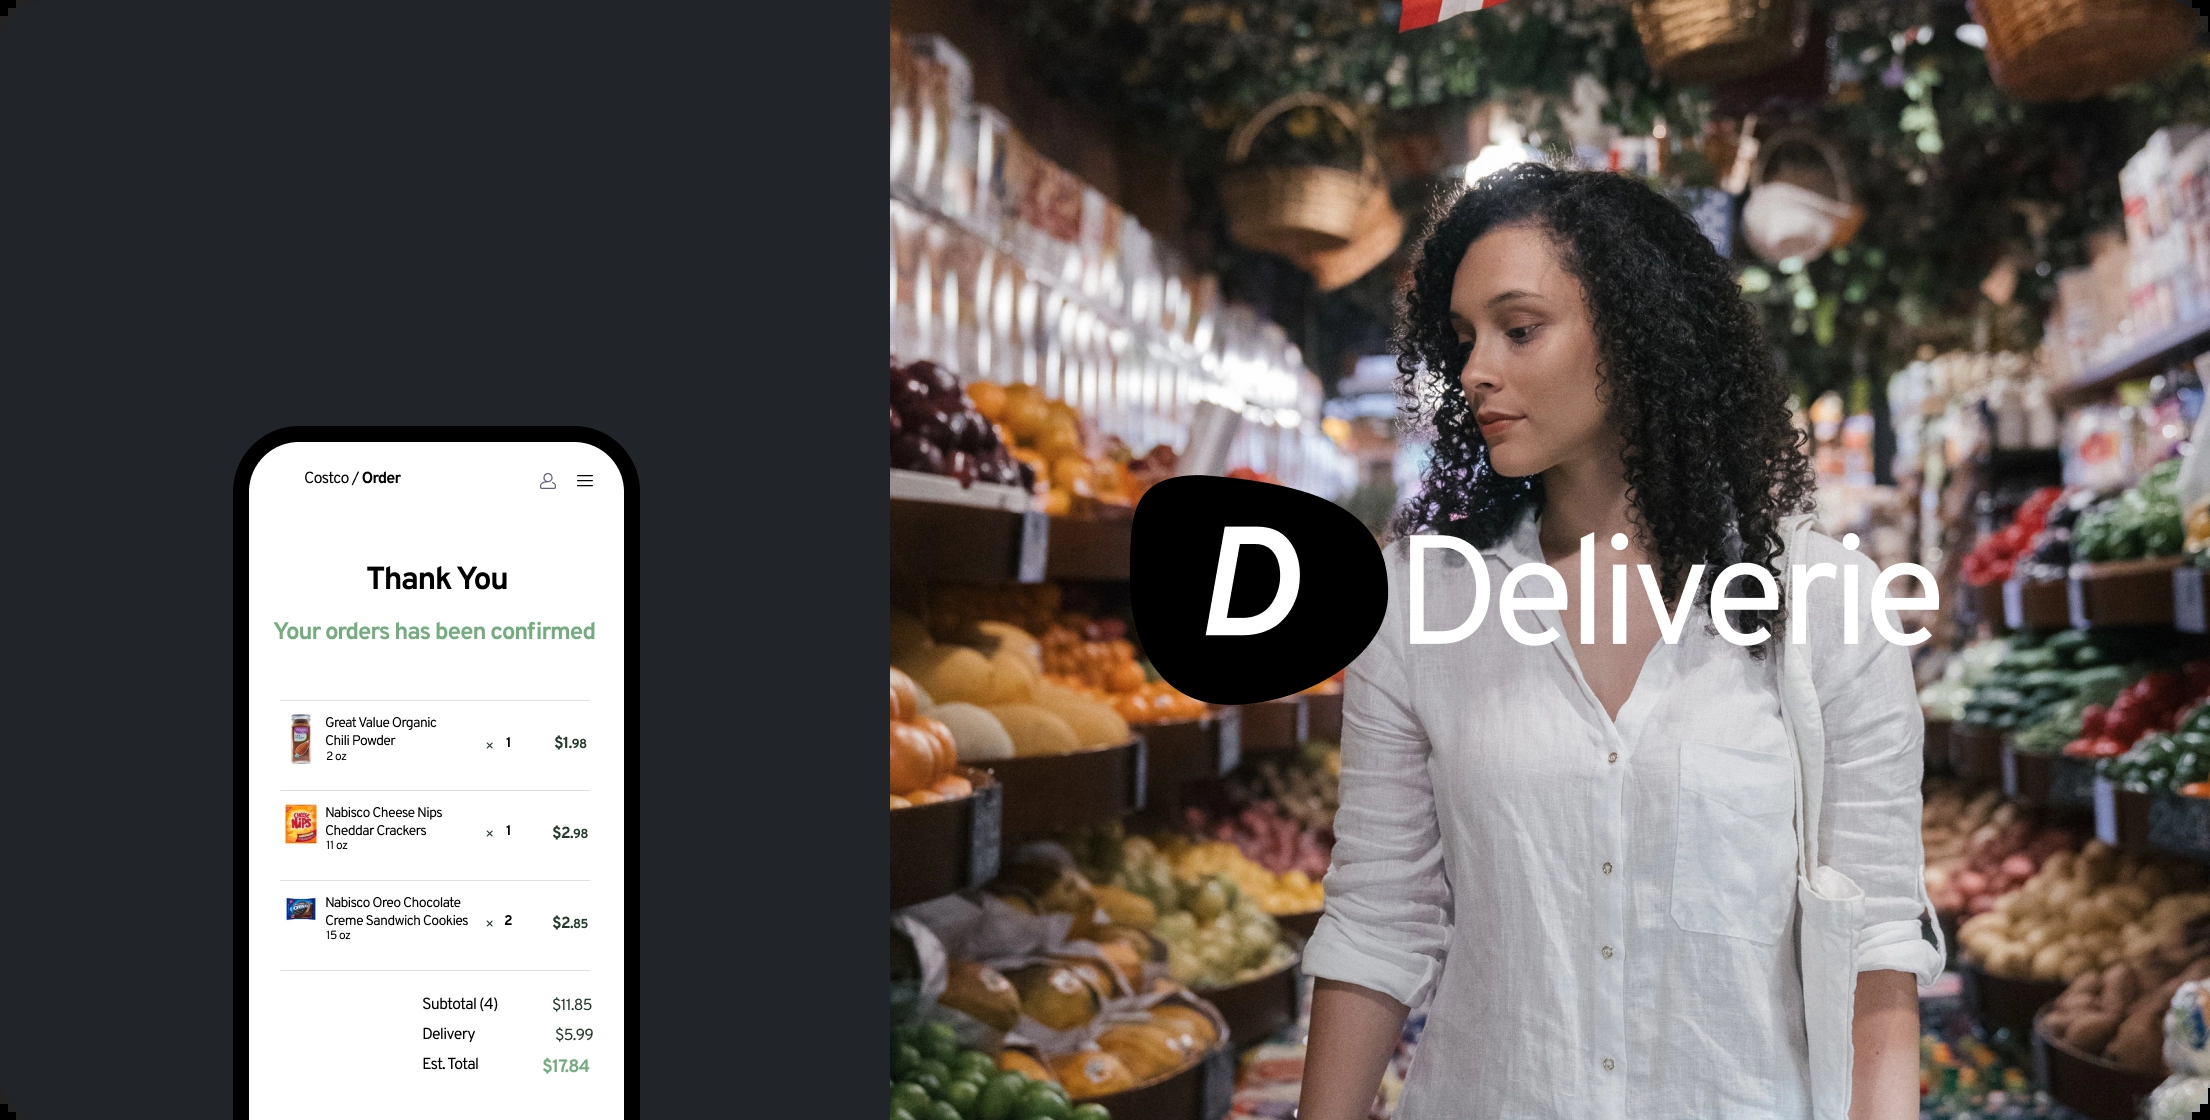 Costco / Order
Thank You
Your orders has been confirmed
Great Value Organic
Chili Powder
2 oz
× 1
$1.98
Nabisco Cheese Nips
Cheddar Crackers
11 oz
× 1
$2.98
Nabisco Oreo Chocolate
Creme Sandwich Cookies
15 oz
× 2
$2.85
Subtotal (4) $11.85
Delivery $5.99
Est. Total $17.84
D Deliverie